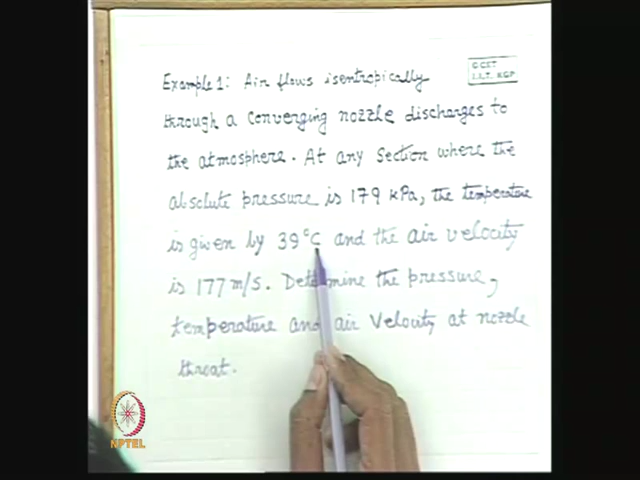 Example 1: Air flows isentropically
through a converging nozzle discharges to
the atmosphere. At any section where the
absolute pressure is 179 kPa, the temperature
is given by 39°C and the air velocity
is 177 m/s. Determine the pressure,
temperature and air velocity at nozzle
throat.
I.I.T. KGP
NPTEL